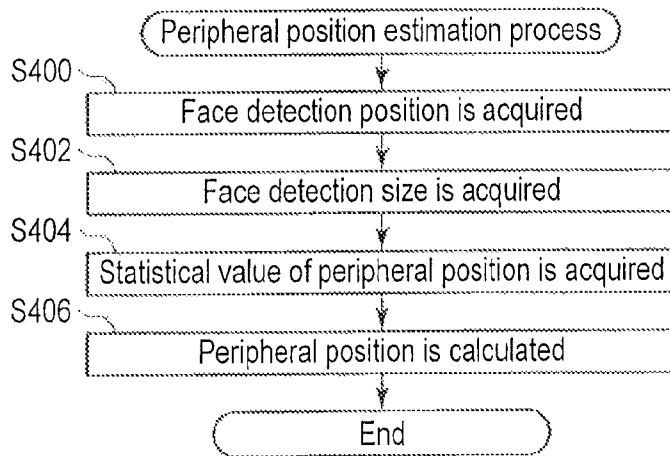 Peripheral position estimation process
S400
Face detection position is acquired
S402
Face detection size is acquired
S404
Statistical value of peripheral position is acquired
S406
Peripheral position is calculated
End